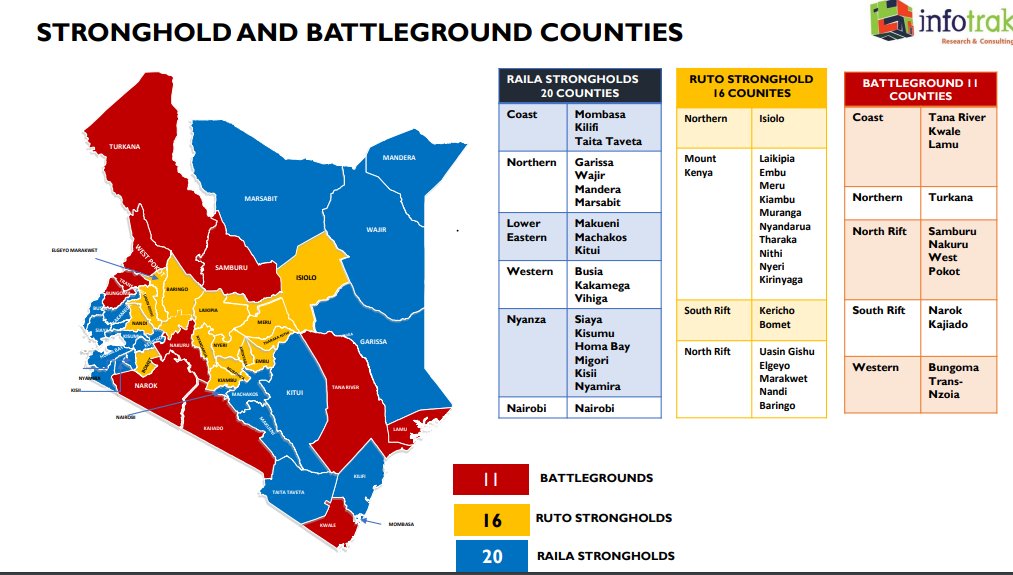 STRONGHOLD AND BATTLEGROUND COUNTIES
infotrak
Research & Consulting
RAILA STRONGHOLDS
20 COUNTIES
Coast
Mombasa
Kilifi
Taita Taveta
Northern
Garissa
Wajir
Mandera
Marsabit
Lower
Eastern
Makueni
Machakos
Kitui
Western
Busia
Kakamega
Vihiga
Nyanza
Siaya
Kisumu
Homa Bay
Migori
Kisii
Nyamira
Nairobi
Nairobi
RUTO STRONGHOLD
16 COUNITES
Northern
Isiolo
Mount
Kenya
Laikipia
Embu
Meru
Kiambu
Muranga
Nyandarua
Tharaka
Nithi
Nyeri
Kirinyaga
South Rift
Kericho
Bomet
North Rift
Uasin Gishu
Elgeyo
Marakwet
Nandi
Baringo
BATTLEGROUND 11
COUNTIES
Coast
Tana River
Kwale
Lamu
Northern
Turkana
North Rift
Samburu
Nakuru
West
Pokot
South Rift
Narok
Kajiado
Western
Bungoma
Trans-
Nzoia
TURKANA
MANDERA
MARSABIT
WAJIR
ELGEYO MARAKWET
WEST POKOT
SAMBURU
ISIOLO
BARINGO
LAIKIPIA
MERU
NANDI
NAKURU
NYERI
EMBU
GARISSA
KIAMBU
NAROK
NYAMIRA
KISII
MACHAKOS
KITUI
TANA RIVER
NAIROBI
KAJIADO
LAMU
KILIFI
TAITA TAVETA
KWALE
MOMBASA
11
BATTLEGROUNDS
16
RUTO STRONGHOLDS
20
RAILA STRONGHOLDS